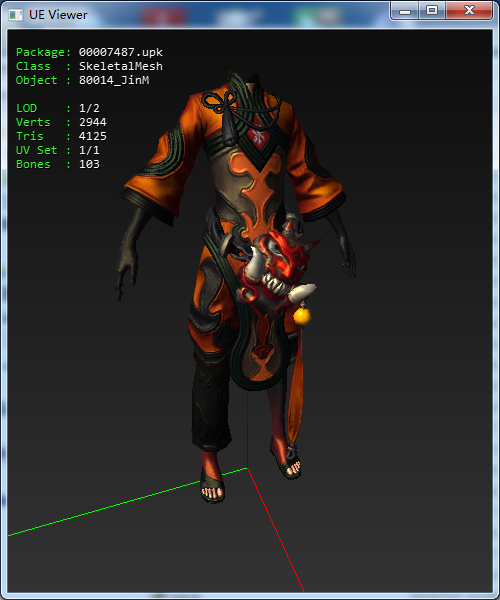 UE Viewer
Package: 00007487.upk
Class : SkeletalMesh
Object : 80014_JinM
LOD : 1/2
Verts : 2944
Tris : 4125
UV Set : 1/1
Bones : 103